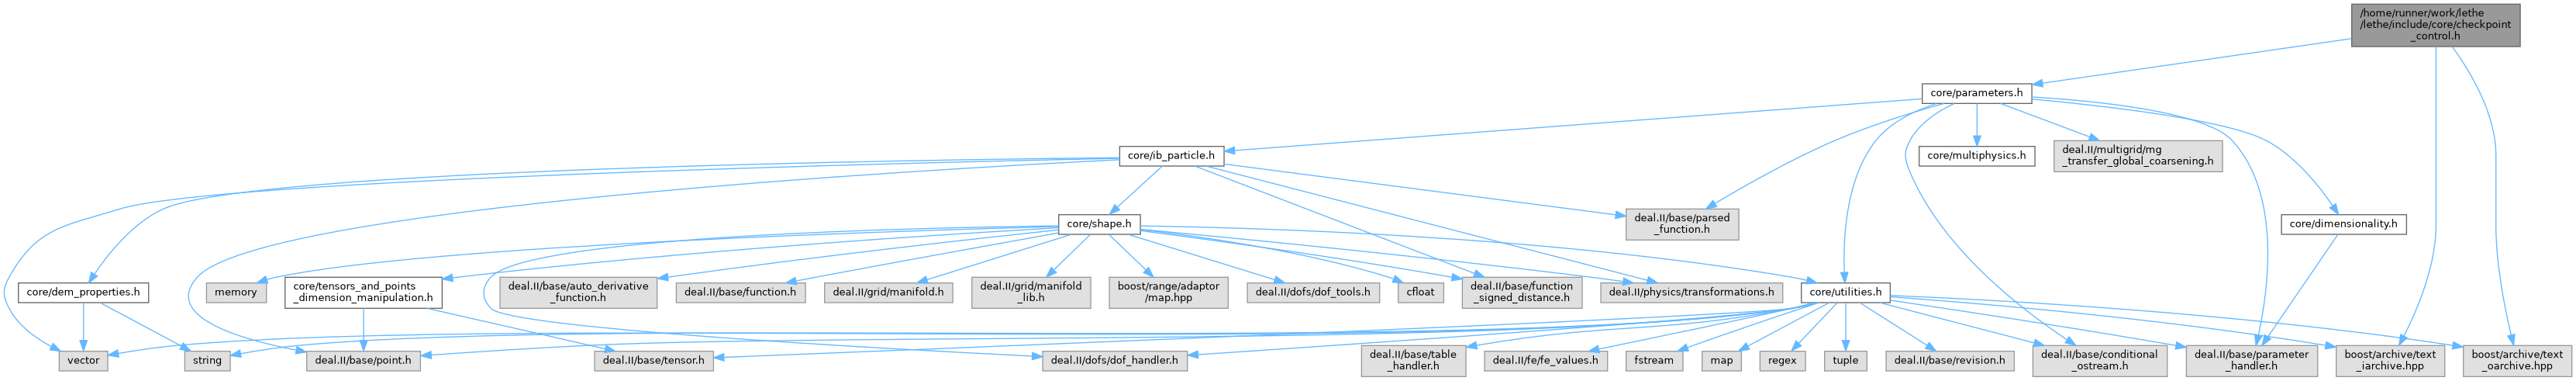 /home/runner/work/lethe
/lethe/include/core/checkpoint
_control.h
core/parameters.h
core/ib_particle.h
core/multiphysics.h
deal.II/multigrid/mg
_transfer_global_coarsening.h
core/shape.h
deal.II/base/parsed
_function.h
core/dimensionality.h
core/dem_properties.h
memory
core/tensors_and_points
_dimension_manipulation.h
deal.II/base/auto_derivative
_function.h
deal.II/base/function.h
deal.II/grid/manifold.h
deal.II/grid/manifold
_lib.h
boost/range/adaptor
/map.hpp
deal.II/dofs/dof_tools.h
cfloat
deal.II/base/function
_signed_distance.h
deal.II/physics/transformations.h
core/utilities.h
vector
string
deal.II/base/point.h
deal.II/base/tensor.h
deal.II/dofs/dof_handler.h
deal.II/base/table
_handler.h
deal.II/fe/fe_values.h
fstream
map
regex
tuple
deal.II/base/revision.h
deal.II/base/conditional
_ostream.h
deal.II/base/parameter
_handler.h
boost/archive/text
_iarchive.hpp
boost/archive/text
_oarchive.hpp